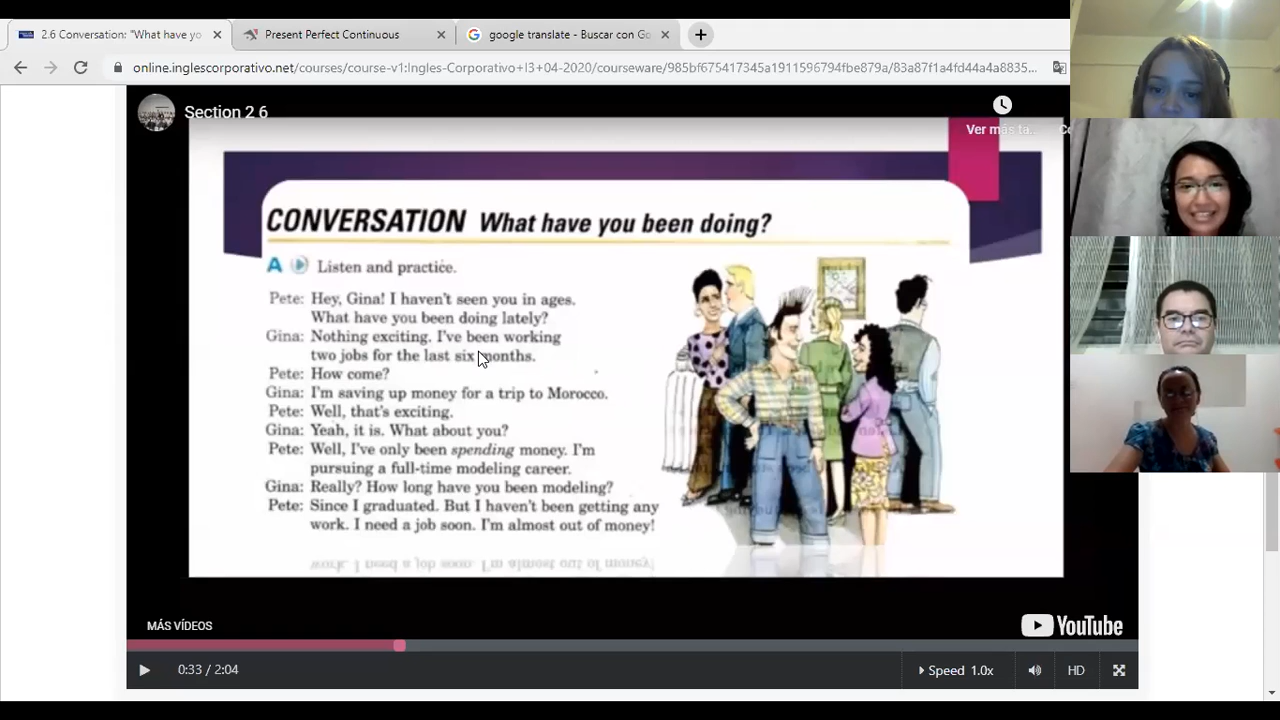 2.6 Conversation: "What have yo
Present Perfect Continuous
google translate - Buscar con Go
online.inglescorporativo.net/courses/course-v1:Ingles-Corporativo+I3+04-2020/courseware/985bf675417345a1911596794fbe879a/83a87f1a4fd44a4a8835...
Section 2 6
Ver más ta...
CONVERSATION What have you been doing?
A Listen and practice.
Pete: Hey, Gina! I haven't seen you in ages.
What have you been doing lately?
Gina: Nothing exciting. I've been working
two jobs for the last six months.
Pete: How come?
Gina: I'm saving up money for a trip to Morocco.
Pete: Well, that's exciting.
Gina: Yeah, it is. What about you?
Pete: Well, I've only been spending money. I'm
pursuing a full-time modeling career.
Gina: Really? How long have you been modeling?
Pete: Since I graduated. But I haven't been getting any
work. I need a job soon. I'm almost out of money!
MÁS VÍDEOS
YouTube
0:33 / 2:04
Speed 1.0x
HD